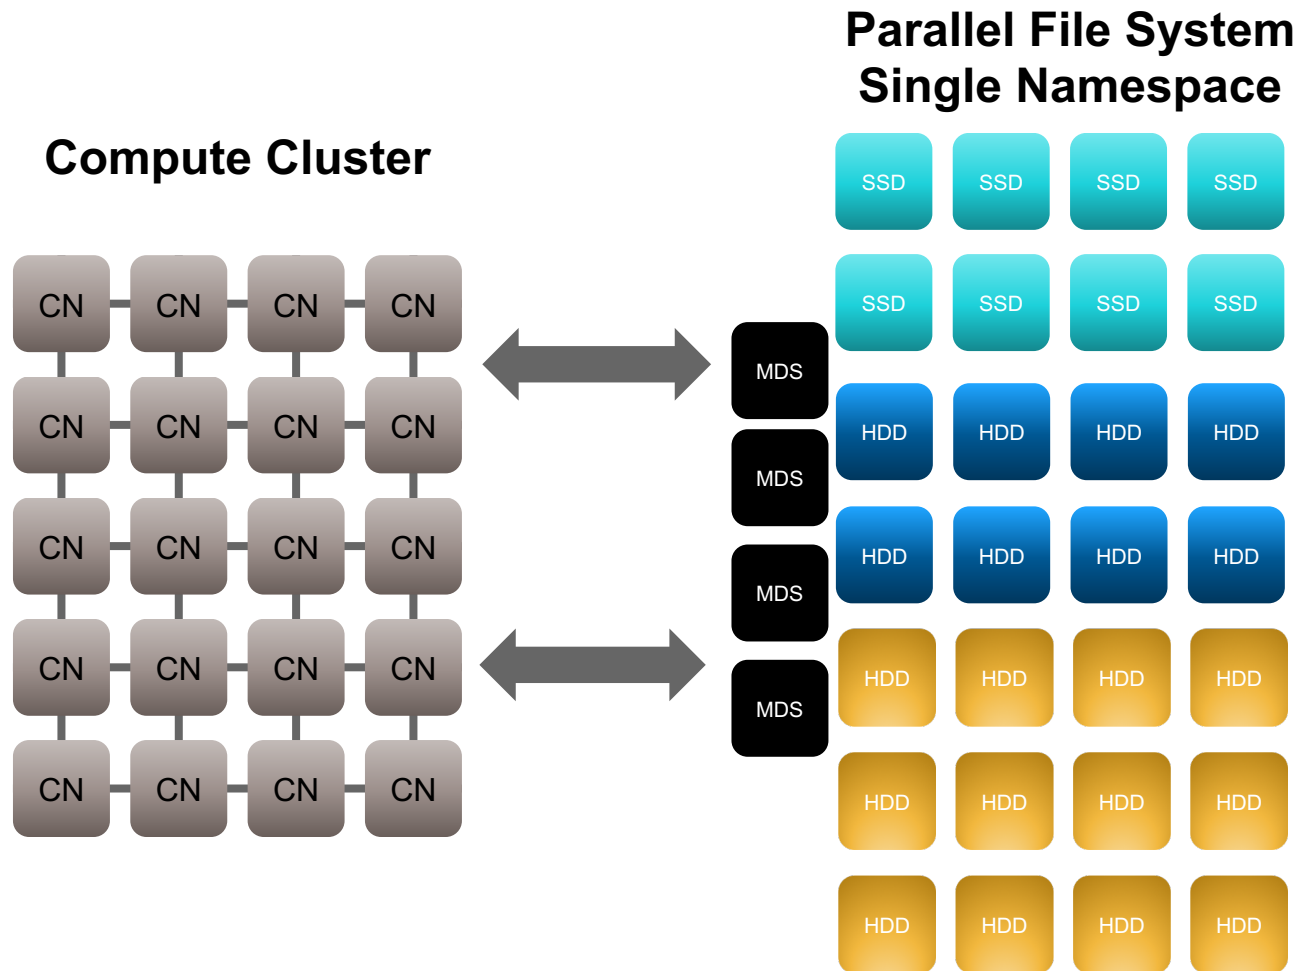 Parallel File System
Single Namespace
Compute Cluster
SSD SSD SSD SSD
SSD SSD SSD SSD
CN CN CN CN
CN CN CN CN
CN CN CN CN
CN CN CN CN
CN CN CN CN
MDS
MDS
MDS
MDS
HDD HDD HDD HDD
HDD HDD HDD HDD
HDD HDD HDD HDD
HDD HDD HDD HDD
HDD HDD HDD HDD